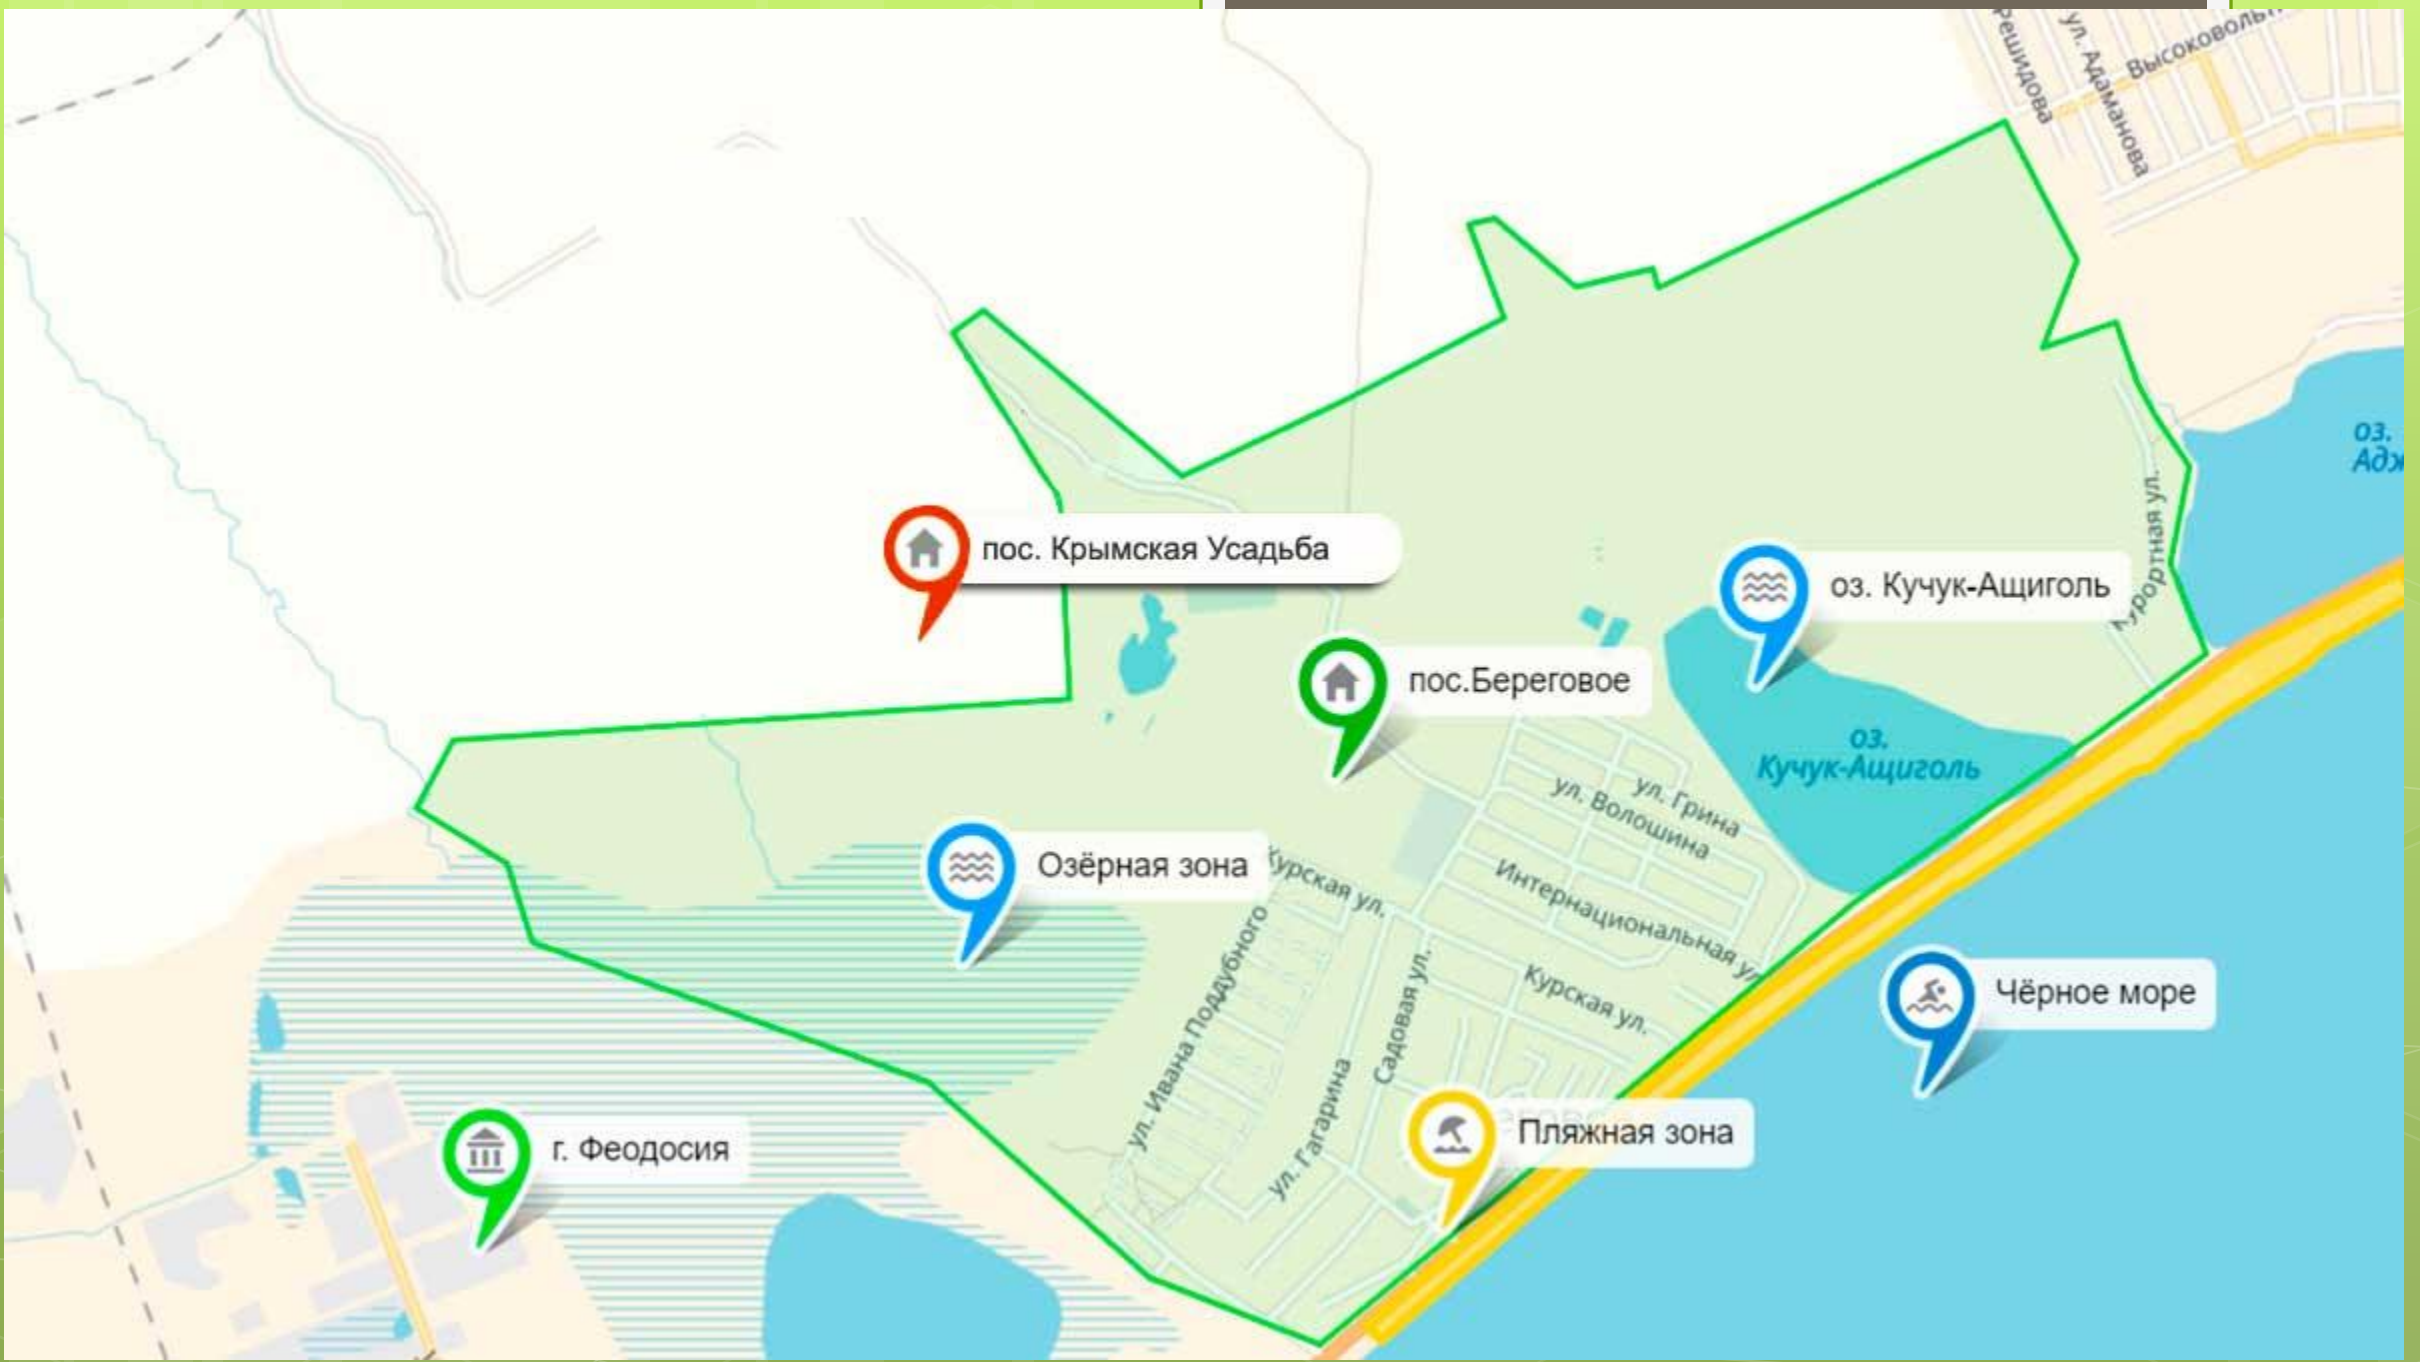 Решидова
ул. Адаманова
оз.
пос. Крымская Усадьба
оз. Кучук-Ащиголь
Курортная ул.
пос.Береговое
оз.
Кучук-Ащиголь
ул. Грина
ул. Волошина
Озёрная зона
Курская ул.
Интернациональная
ул. Ивана Поддубного
Садовая ул.
Курская ул.
Чёрное море
ул. Гагарина
Пляжная зона
г. Феодосия